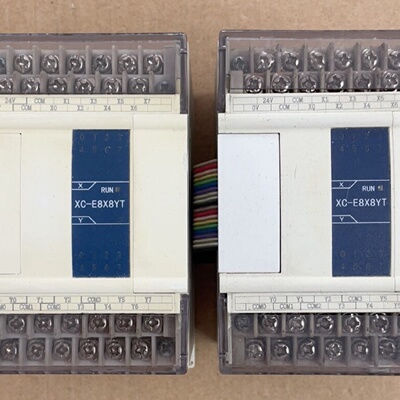 24V COM X1 X3 X5 X7
0V COM X0 X2 X4 X6
X
RUN
XC-E8X8YT
Y
Y0 Y1 Y2 COM3 Y5 Y7
COM0 COM1 COM2 Y3 Y4 Y6
24V COM X1 X3 X5
0V COM X0 X2 X4 X6
X
RUN
XC-E8X8YT
Y
Y0 Y1 Y2 COM3 Y5
COM0 COM1 COM2 Y3 Y4 Y6